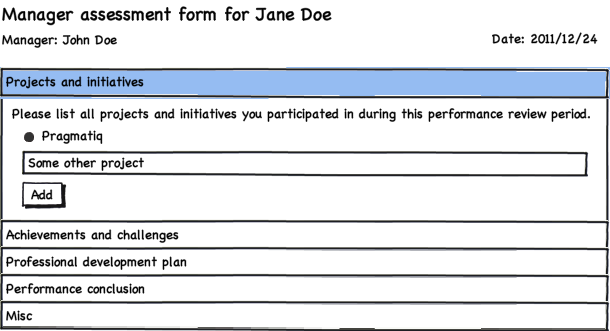 Manager assessment form for Jane Doe
Manager: John Doe
Date: 2011/12/24
Projects and initiatives
Please list all projects and initiatives you participated in during this performance review period.
Pragmatiq
Some other project
Add
Achievements and challenges
Professional development plan
Performance conclusion
Misc